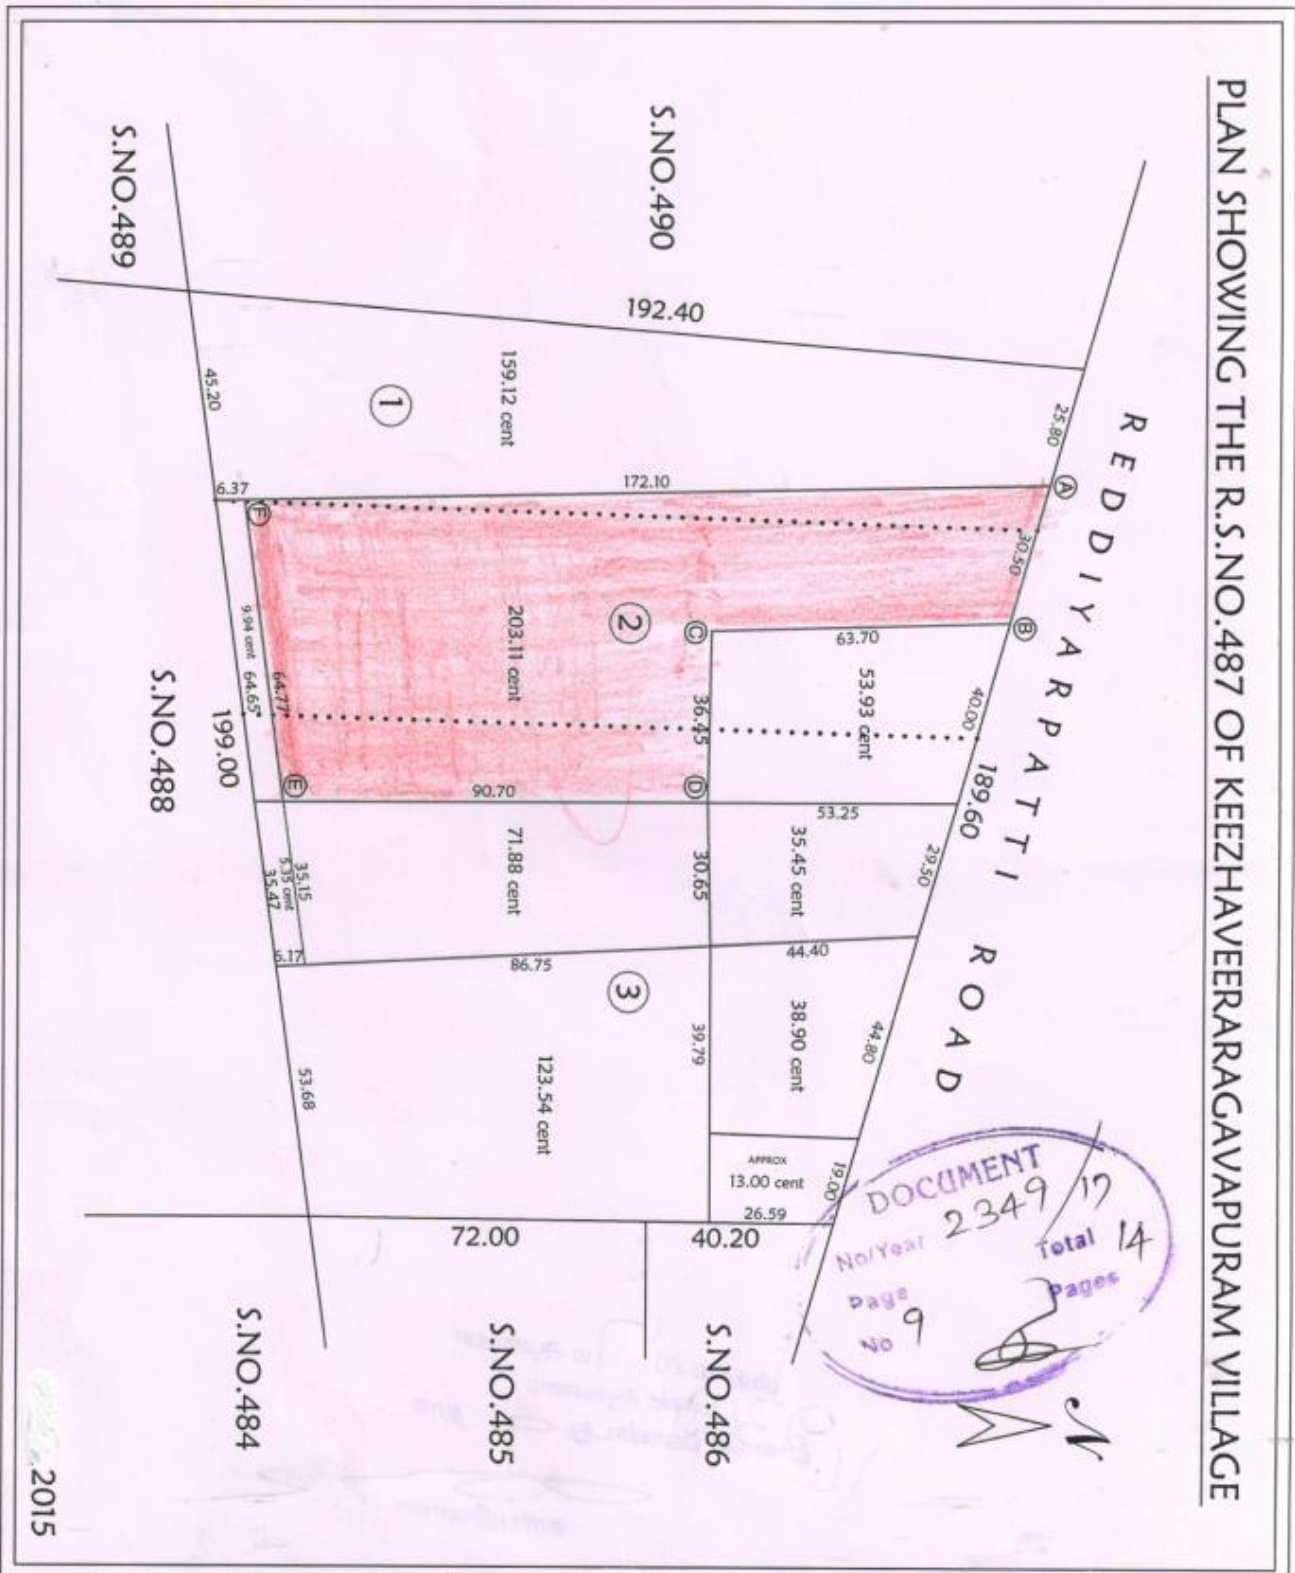 PLAN SHOWING THE R.S.NO.487 OF KEEZHAVEERARAGAVAPURAM VILLAGE
REDDIYARPATTI ROAD
S.NO.490
S.NO.489
192.40
25.80
A
30.50
B
40.00
189.60
29.50
44.80
19.00
159.12 cent
1
45.20
172.10
6.37
F
63.70
C
2
203.11 cent
53.93 cent
36.45
D
90.70
E
64.77
9.94 cent
64.65
199.00
S.NO.488
53.25
35.45 cent
30.65
71.88 cent
35.15
5.35 cent
35.47
6.17
86.75
44.40
3
38.90 cent
39.79
123.54 cent
53.68
APPROX
13.00 cent
26.59
72.00
40.20
S.NO.484
S.NO.485
S.NO.486
DOCUMENT
No/Year 2349/17
Total 14
Pages
Page 9
No
N
2015